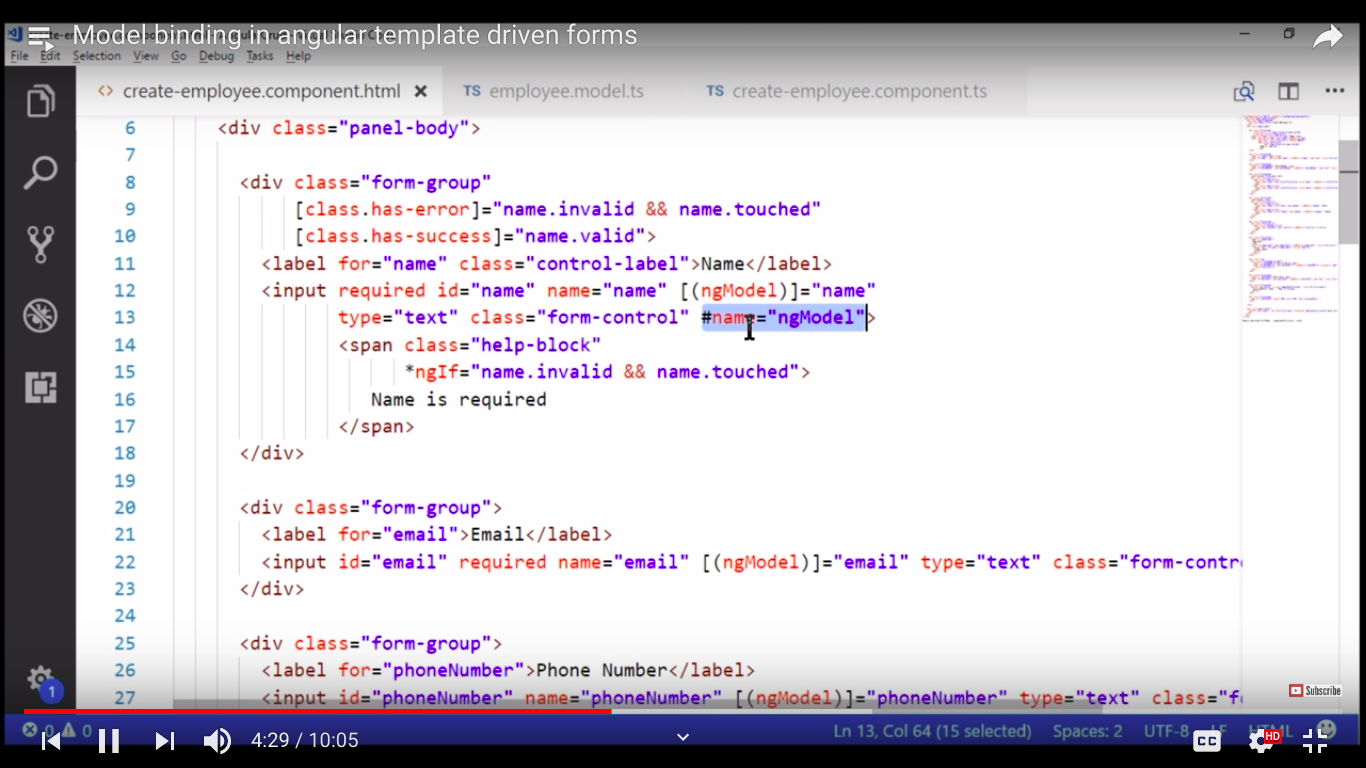 Model binding in angular template driven forms
File Edit Selection View Go Debug Tasks Help
<> create-employee.component.html × TS employee.model.ts TS create-employee.component.ts
6 <div class="panel-body">
7
8 <div class="form-group"
9 [class.has-error]="name.invalid && name.touched"
10 [class.has-success]="name.valid">
11 <label for="name" class="control-label">Name</label>
12 <input required id="name" name="name" [(ngModel)]="name"
13 type="text" class="form-control" #name="ngModel">
14 <span class="help-block"
15 *ngIf="name.invalid && name.touched">
16 Name is required
17 </span>
18 </div>
19
20 <div class="form-group">
21 <label for="email">Email</label>
22 <input id="email" required name="email" [(ngModel)]="email" type="text" class="form-contr
23 </div>
24
25 <div class="form-group">
26 <label for="phoneNumber">Phone Number</label>
27 <input id="phoneNumber" name="phoneNumber" [(ngModel)]="phoneNumber" type="text" class="f
1
Subscribe
0 0 Ln 13, Col 64 (15 selected) Spaces: 2 UTF-8 LF HTML
4:29 / 10:05 CC HD